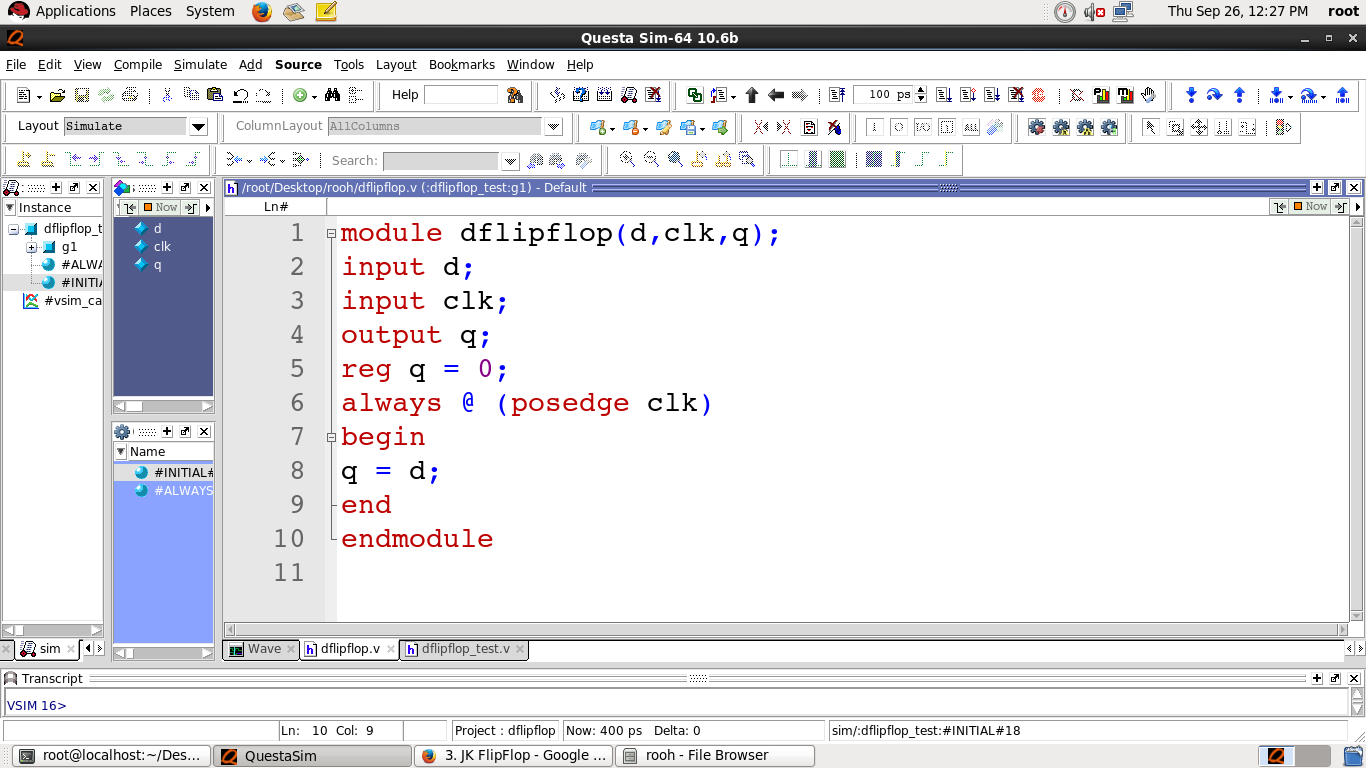 Applications Places System Thu Sep 26, 12:27 PM root
Questa Sim-64 10.6b
File Edit View Compile Simulate Add Source Tools Layout Bookmarks Window Help
Help 100 ps
Layout Simulate ColumnLayout AllColumns
Search:
/root/Desktop/rooh/dflipflop.v (:dflipflop_test:g1) - Default
Instance
Now
Ln#
Now
dflipflop_t
g1
#ALWA
#INITIA
#vsim_ca
d
clk
q
Name
#INITIAL#
#ALWAYS
1 module dflipflop(d,clk,q);
2 input d;
3 input clk;
4 output q;
5 reg q = 0;
6 always @ (posedge clk)
7 begin
8 q = d;
9 end
10 endmodule
11
sim Wave dflipflop.v dflipflop_test.v
Transcript
VSIM 16>
Ln: 10 Col: 9 Project : dflipflop Now: 400 ps Delta: 0 sim/:dflipflop_test:#INITIAL#18
root@localhost:~/Des... QuestaSim 3. JK FlipFlop - Google ... rooh - File Browser